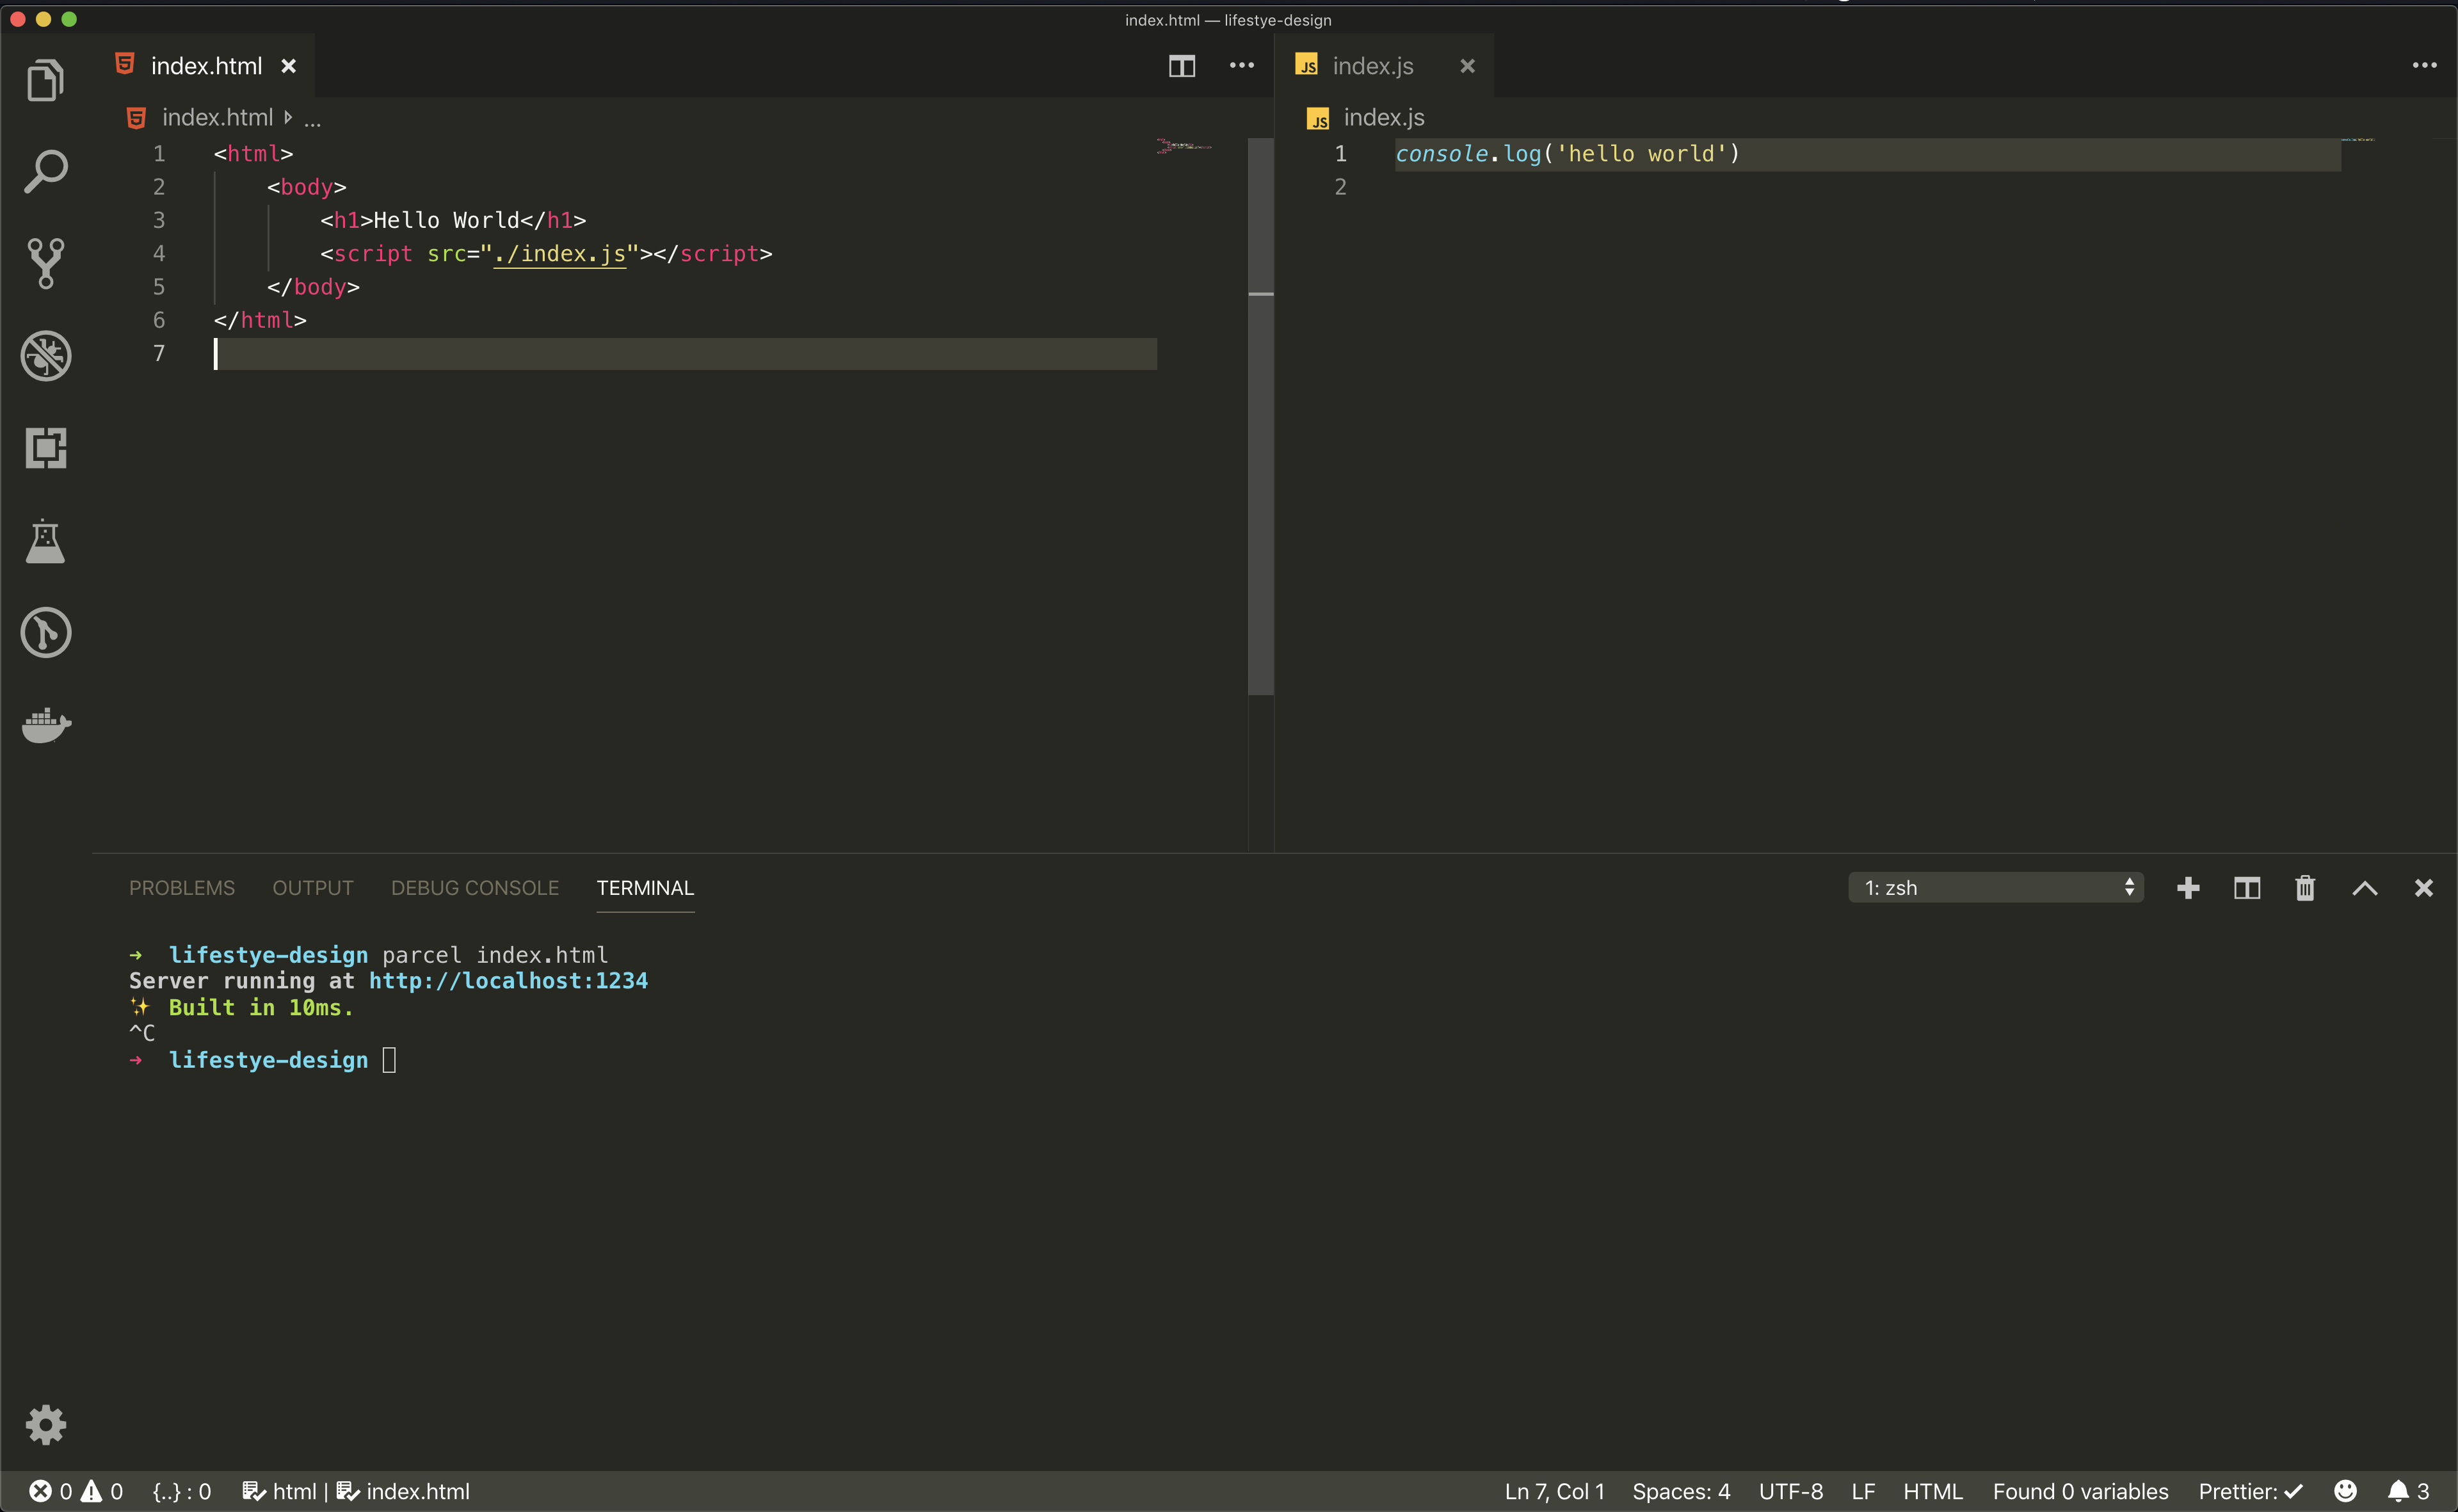 index.html — lifestye-design
index.html
index.html ...
1 <html>
2 <body>
3 <h1>Hello World</h1>
4 <script src="./index.js"></script>
5 </body>
6 </html>
7
JS index.js
JS index.js
1 console.log('hello world')
2
PROBLEMS OUTPUT DEBUG CONSOLE TERMINAL 1: zsh
→ lifestye-design parcel index.html
Server running at http://localhost:1234
✨ Built in 10ms.
^C
→ lifestye-design
0 0 {..} : 0 html | index.html Ln 7, Col 1 Spaces: 4 UTF-8 LF HTML Found 0 variables Prettier: ✓ 3